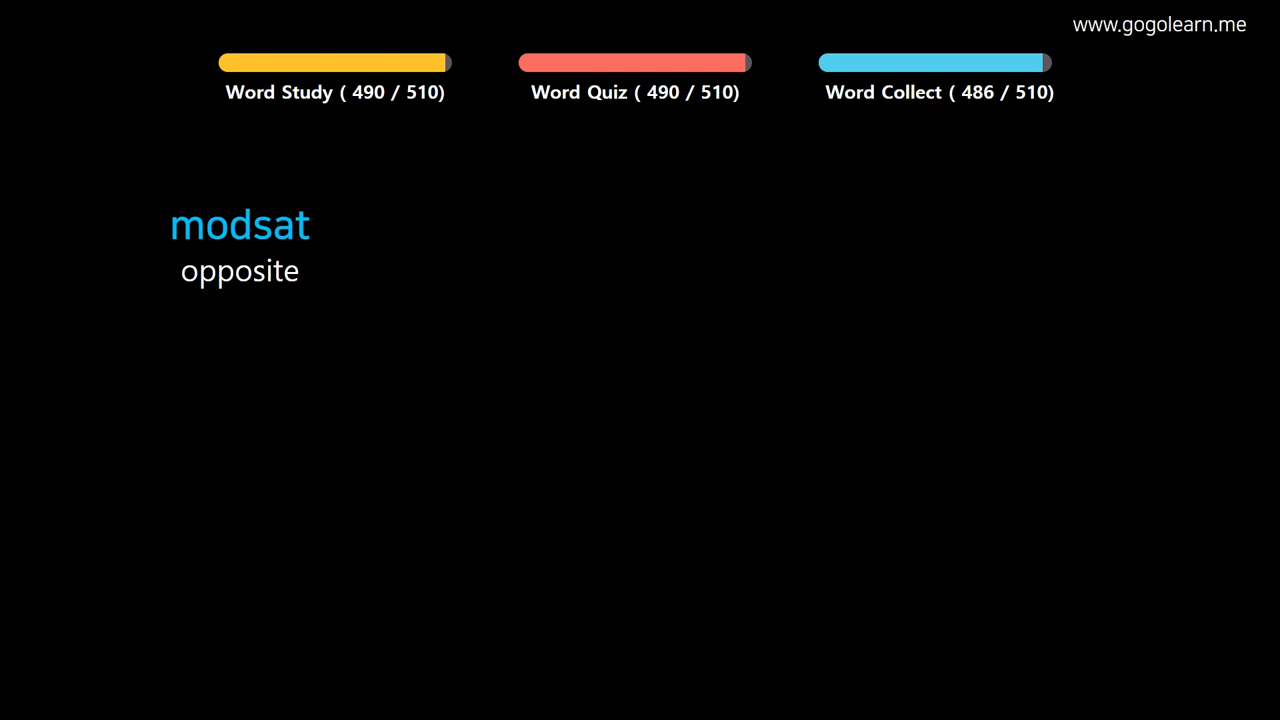 www.gogolearn.me
Word Study ( 490 / 510)
Word Quiz ( 490 / 510)
Word Collect ( 486 / 510)
modsat
opposite